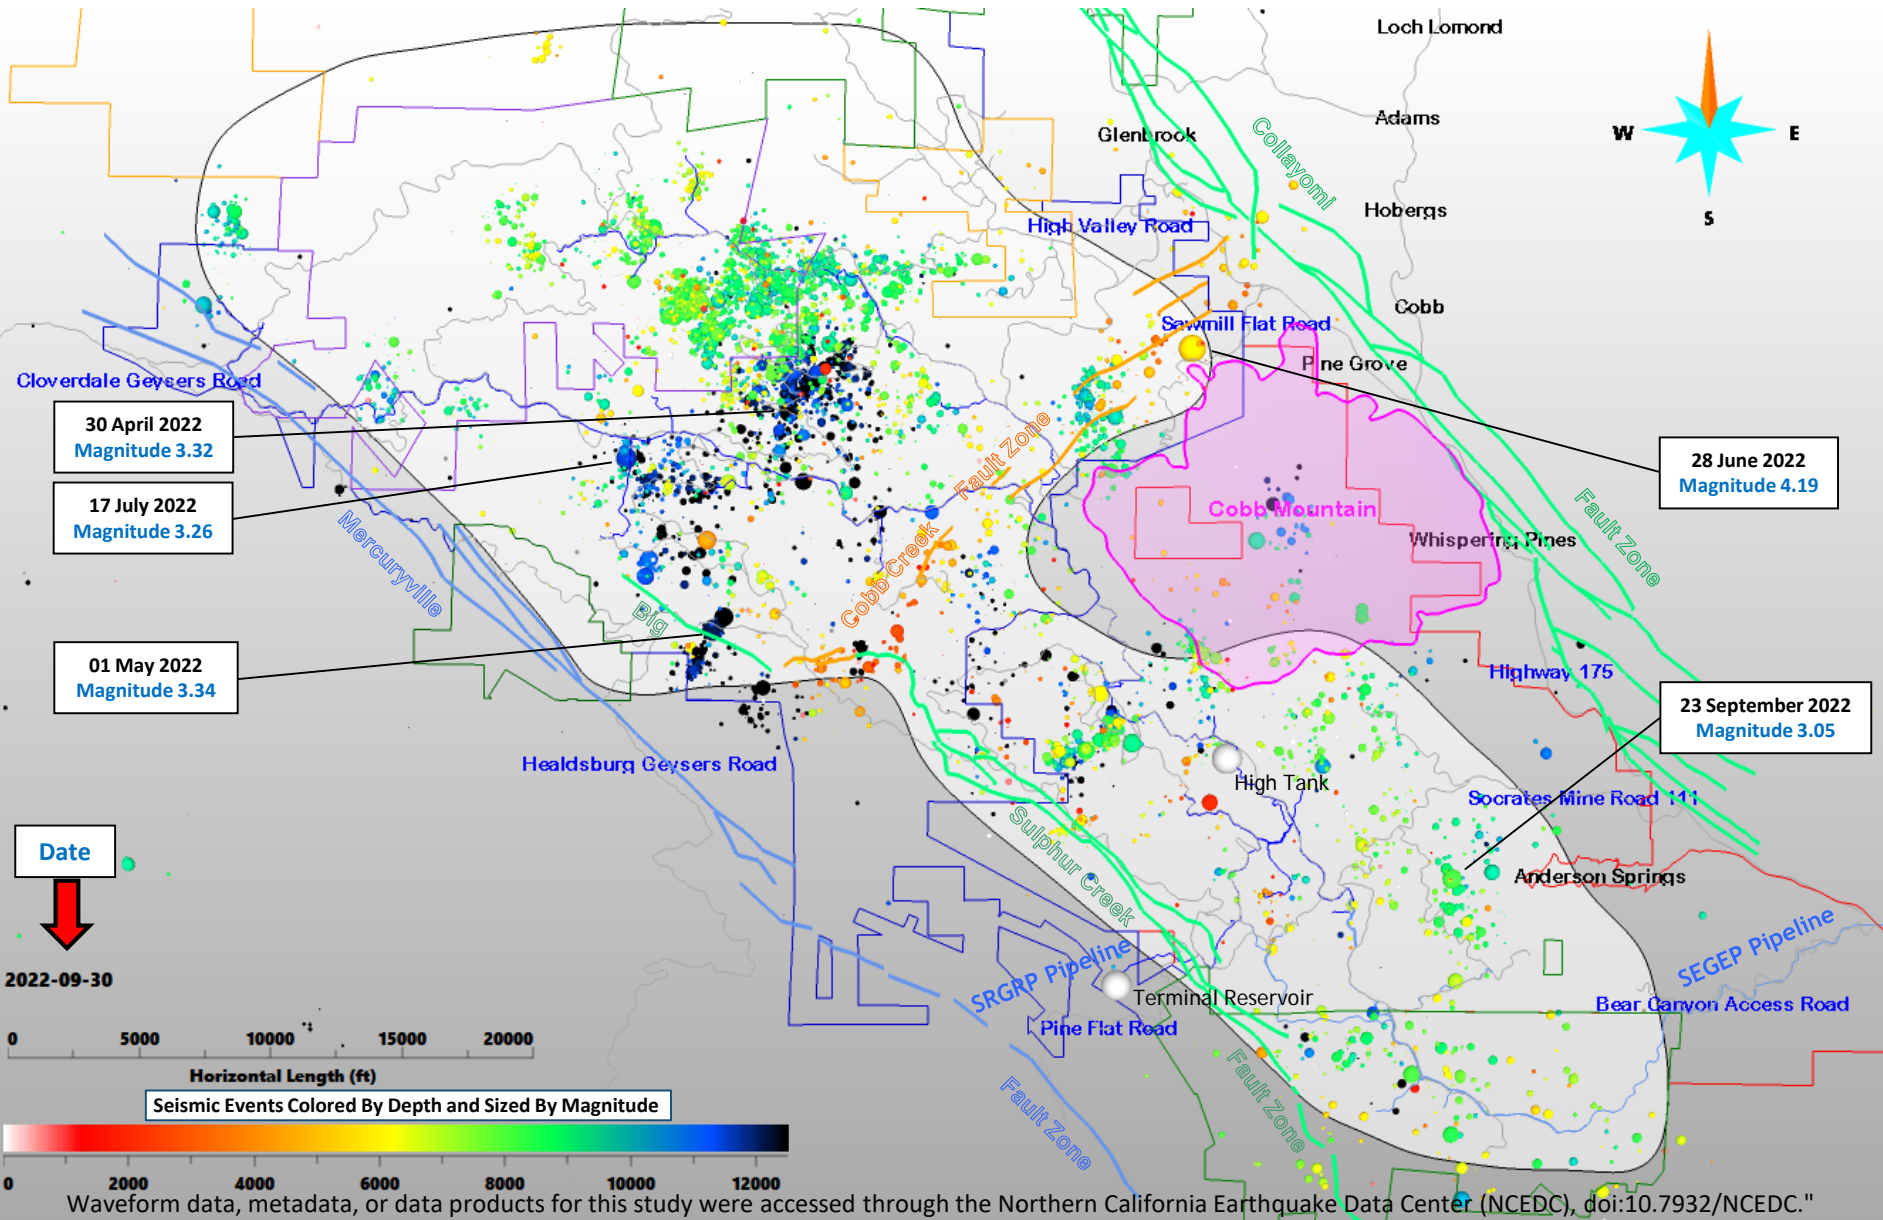 Loch Lomond
Adams
Glenbrook
Collayomi
W
E
S
Hobergs
High Valley Road
Cobb
Sawmill Flat Road
Pine Grove
Cloverdale Geysers Road
30 April 2022
Magnitude 3.32
17 July 2022
Magnitude 3.26
28 June 2022
Magnitude 4.19
Fault Zone
Cobb Creek
Cobb Mountain
Whispering Pines
Fault Zone
Mercuryville
Big
01 May 2022
Magnitude 3.34
Highway 175
23 September 2022
Magnitude 3.05
Healdsburg Geysers Road
High Tank
Socrates Mine Road 111
Sulphur Creek
Anderson Springs
Date
2022-09-30
SRGRP Pipeline
SEGEP Pipeline
Terminal Reservoir
Bear Canyon Access Road
Pine Flat Road
Fault Zone
Fault Zone
0 5000 10000 15000 20000
Horizontal Length (ft)
Seismic Events Colored By Depth and Sized By Magnitude
0 2000 4000 6000 8000 10000 12000
Waveform data, metadata, or data products for this study were accessed through the Northern California Earthquake Data Center (NCEDC), doi:10.7932/NCEDC."